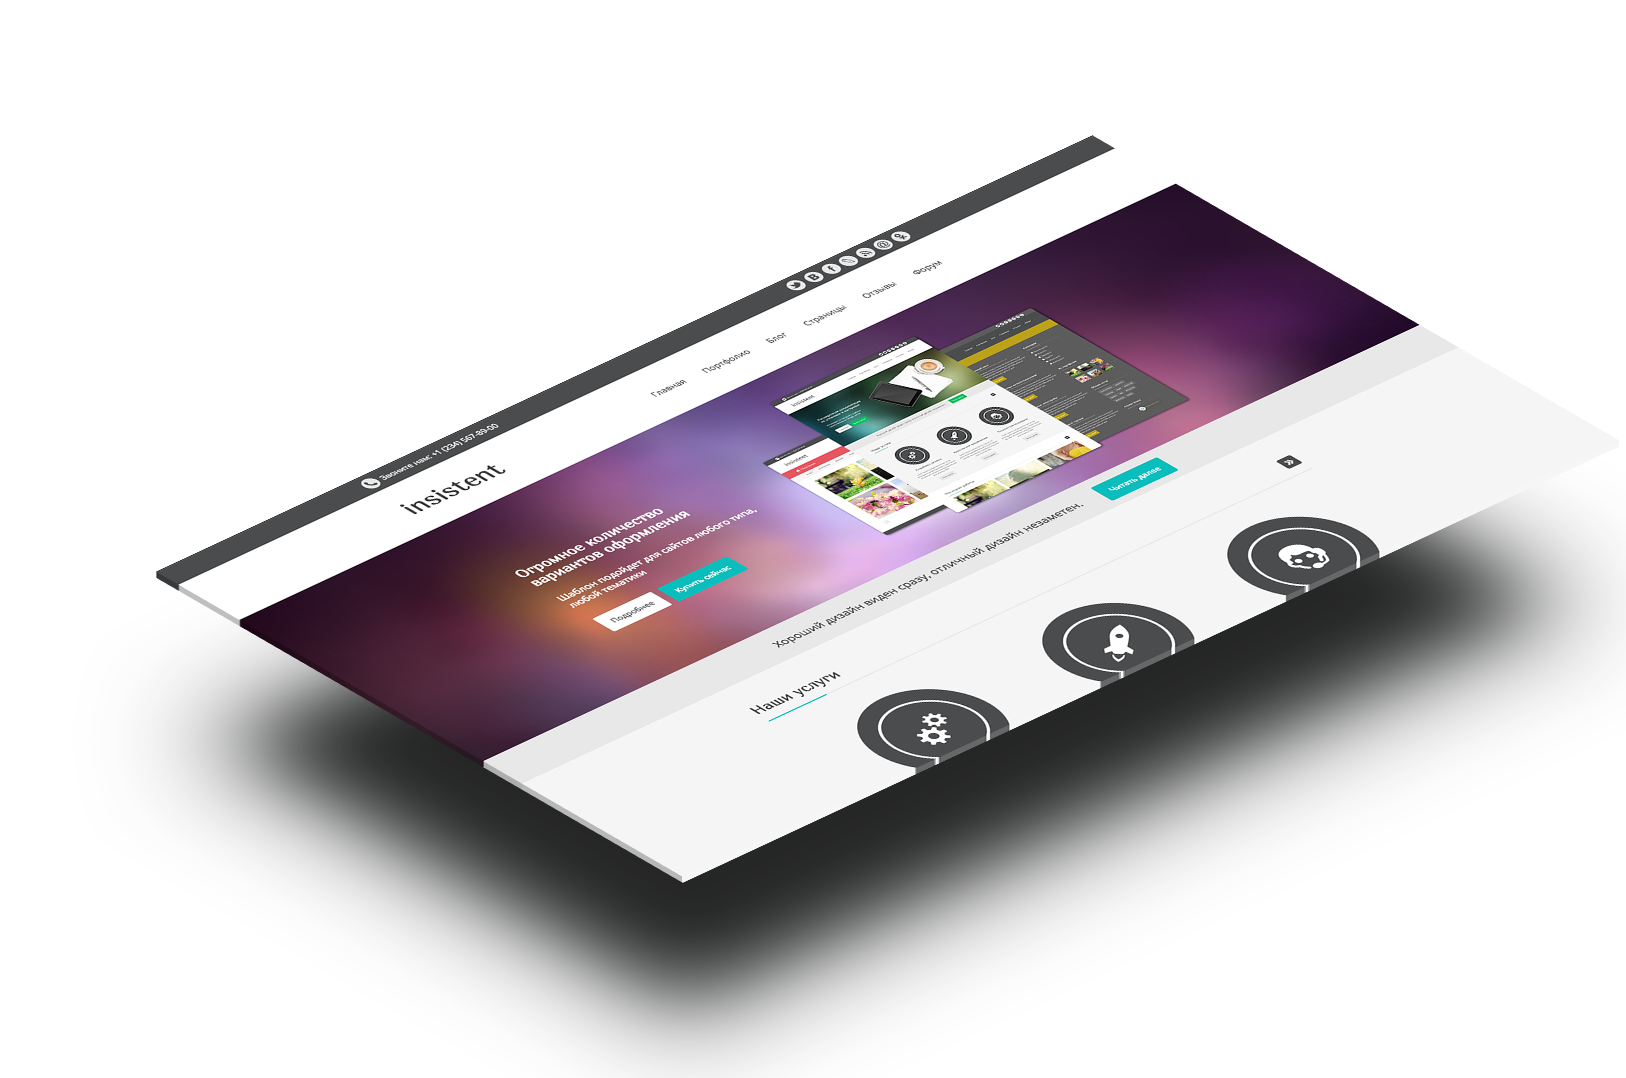 Звоните нам: +1 (234) 567-89-00
insistent
Главная Портфолио Блог Страницы Отзывы Форум
Огромное количество
вариантов оформления
Шаблон подойдет для сайтов любого типа,
любой тематики
Подробнее Купить сейчас
insistent
insistent
Хороший дизайн виден сразу, отличный дизайн незаметен.
Читать далее
Наши услуги